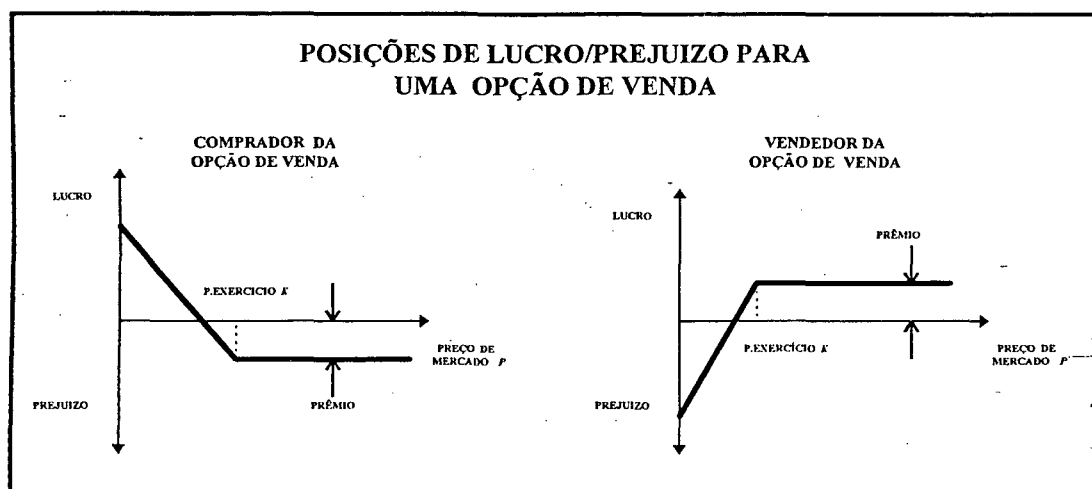 POSIÇÕES DE LUCRO/PREJUIZO PARA
UMA OPÇÃO DE VENDA
COMPRADOR DA
OPÇÃO DE VENDA
LUCRO
P.EXERCICIO K
PREÇO DE
MERCADO P
PREJUIZO
PRÊMIO
VENDEDOR DA
OPÇÃO DE VENDA
LUCRO
PRÊMIO
P.EXERCÍCIO K
PREÇO DE
MERCADO P
PREJUIZO